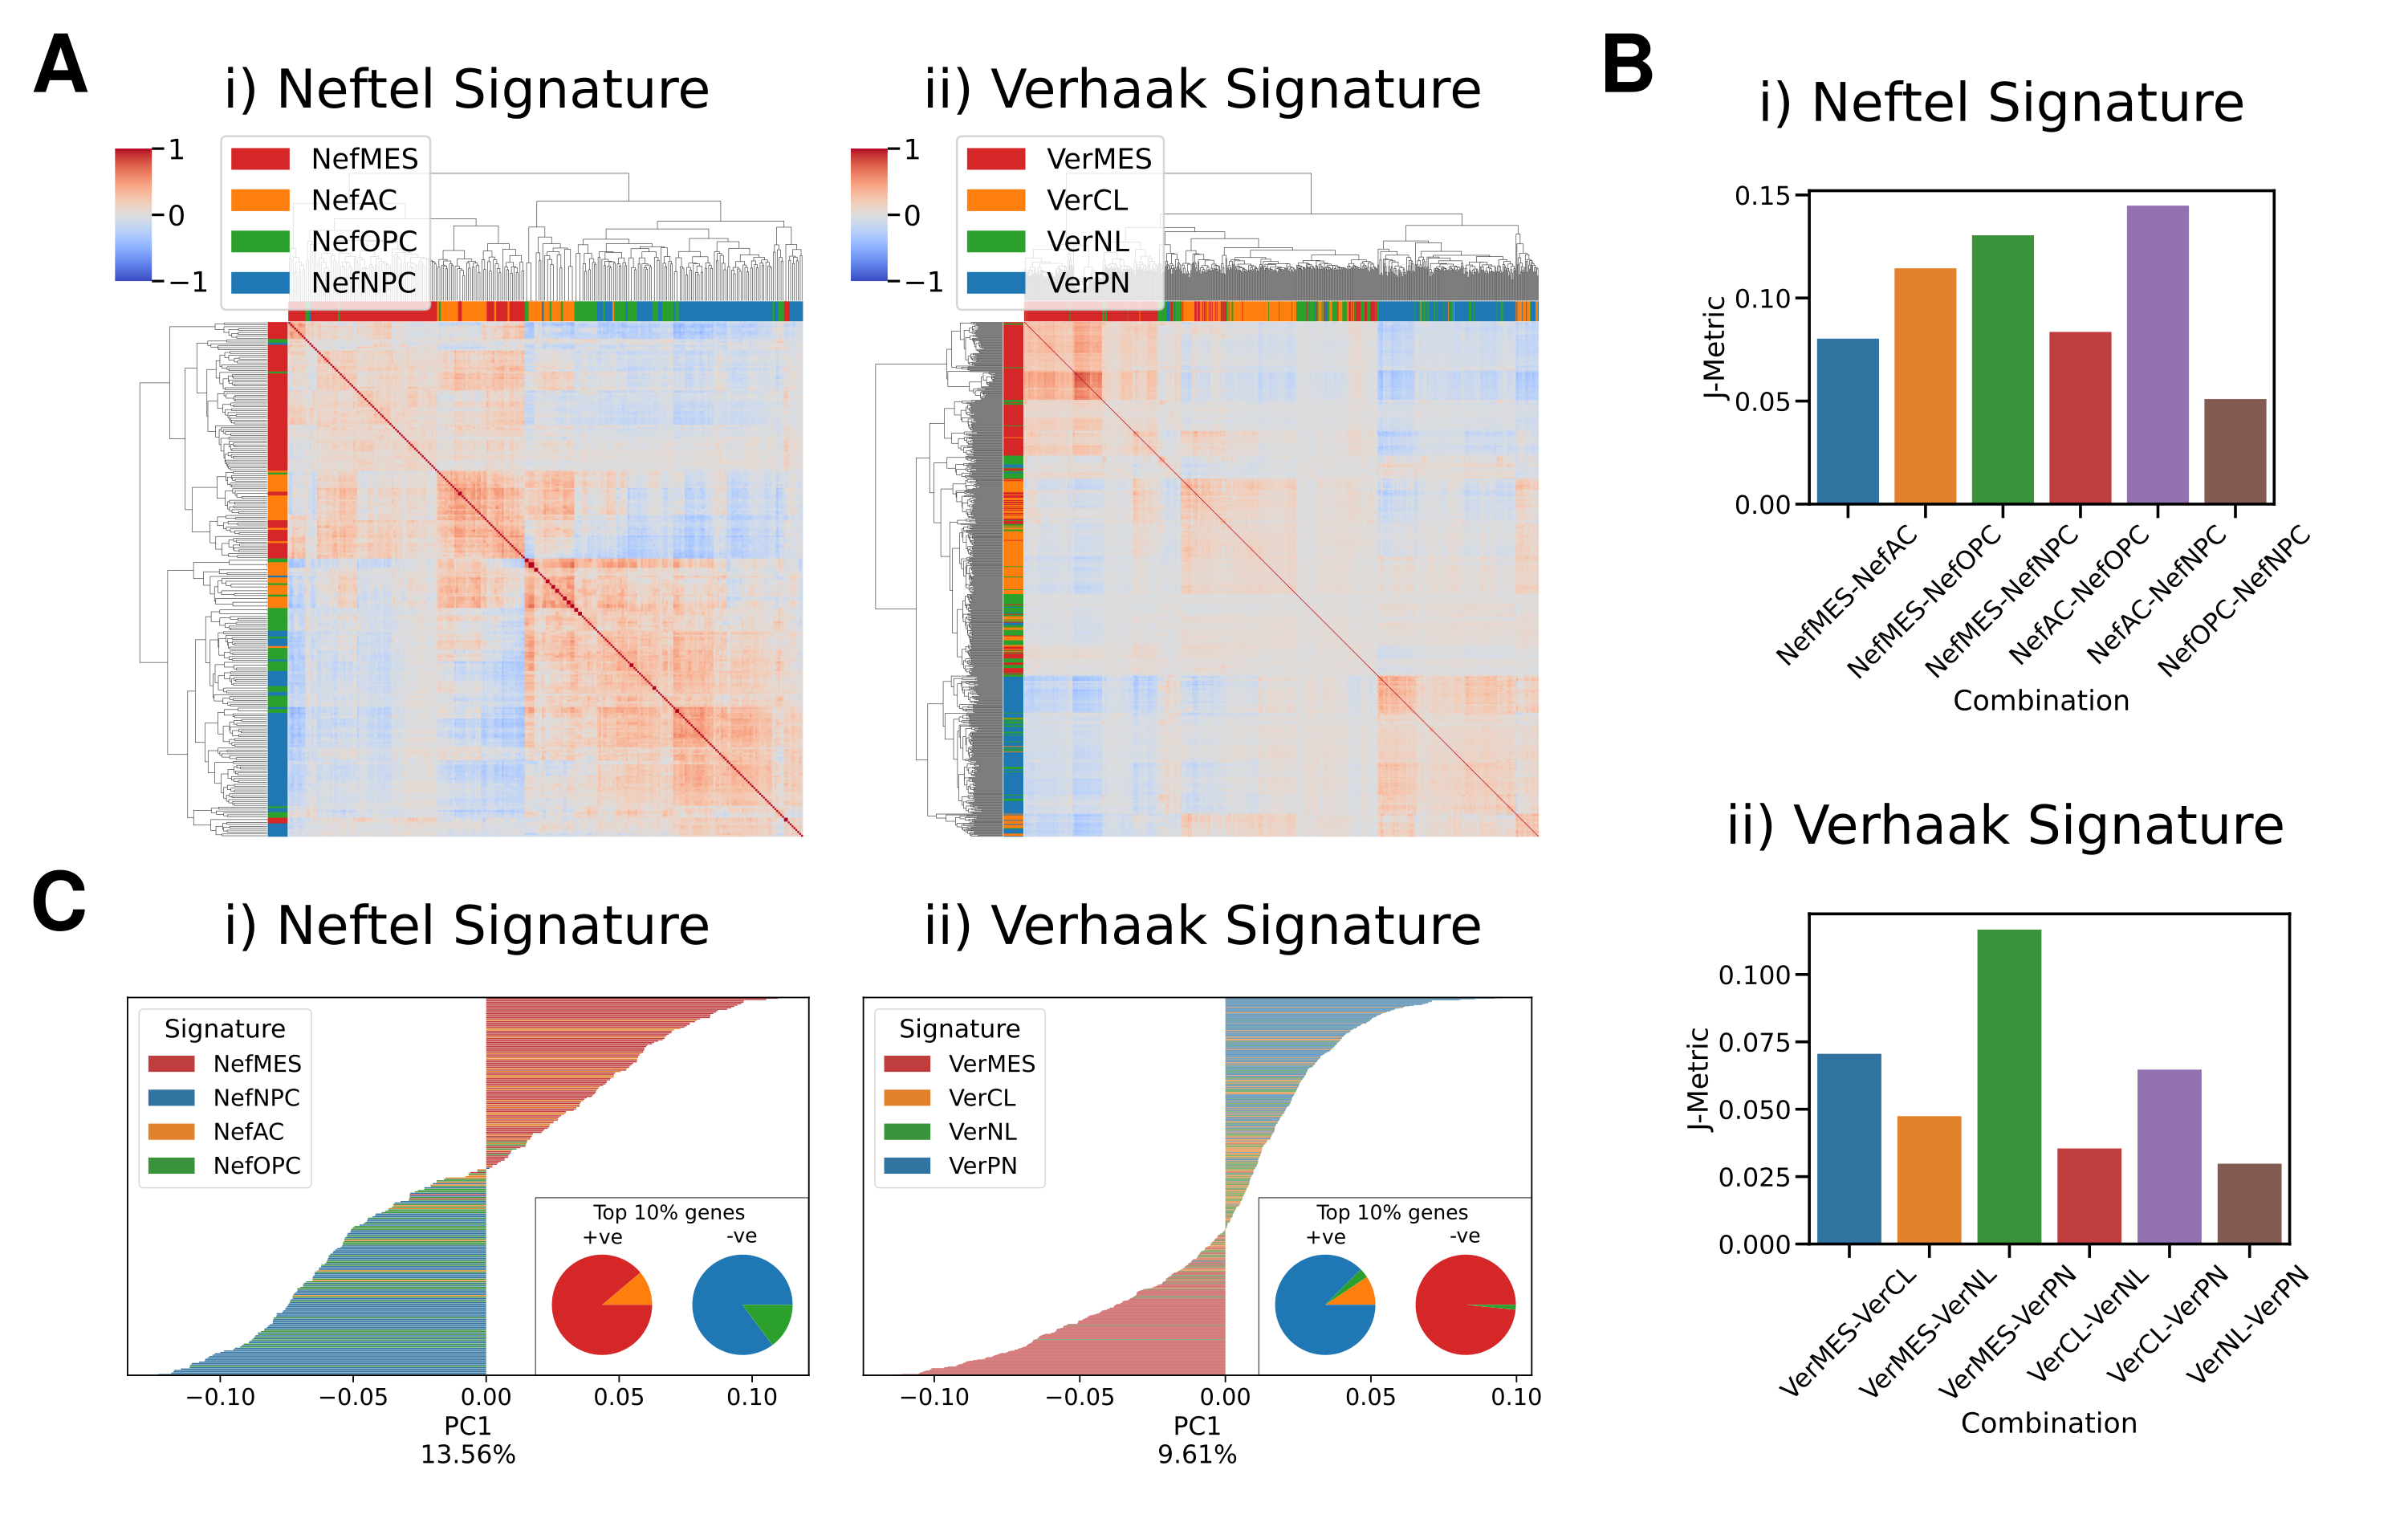 A
i) Neftel Signature
1
0
−1
NefMES
NefAC
NefOPC
NefNPC
ii) Verhaak Signature
1
0
−1
VerMES
VerCL
VerNL
VerPN
B
i) Neftel Signature
0.15
0.10
0.05
0.00
J-Metric
NefMES-NefAC
NefMES-NefOPC
NefMES-NefNPC
NefAC-NefOPC
NefAC-NefNPC
NefOPC-NefNPC
Combination
ii) Verhaak Signature
0.100
0.075
0.050
0.025
0.000
J-Metric
VerMES-VerCL
VerMES-VerNL
VerMES-VerPN
VerCL-VerNL
VerCL-VerPN
VerNL-VerPN
Combination
C
i) Neftel Signature
Signature
NefMES
NefNPC
NefAC
NefOPC
Top 10% genes
+ve
-ve
−0.10
−0.05
0.00
0.05
0.10
PC1
13.56%
ii) Verhaak Signature
Signature
VerMES
VerCL
VerNL
VerPN
Top 10% genes
+ve
-ve
−0.10
−0.05
0.00
0.05
0.10
PC1
9.61%